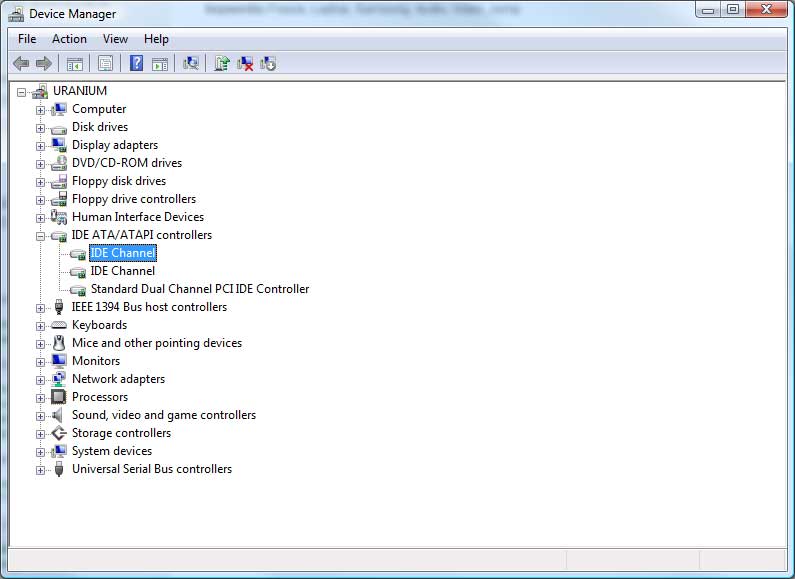 Device Manager
File Action View Help
URANIUM
Computer
Disk drives
Display adapters
DVD/CD-ROM drives
Floppy disk drives
Floppy drive controllers
Human Interface Devices
IDE ATA/ATAPI controllers
IDE Channel
IDE Channel
Standard Dual Channel PCI IDE Controller
IEEE 1394 Bus host controllers
Keyboards
Mice and other pointing devices
Monitors
Network adapters
Processors
Sound, video and game controllers
Storage controllers
System devices
Universal Serial Bus controllers